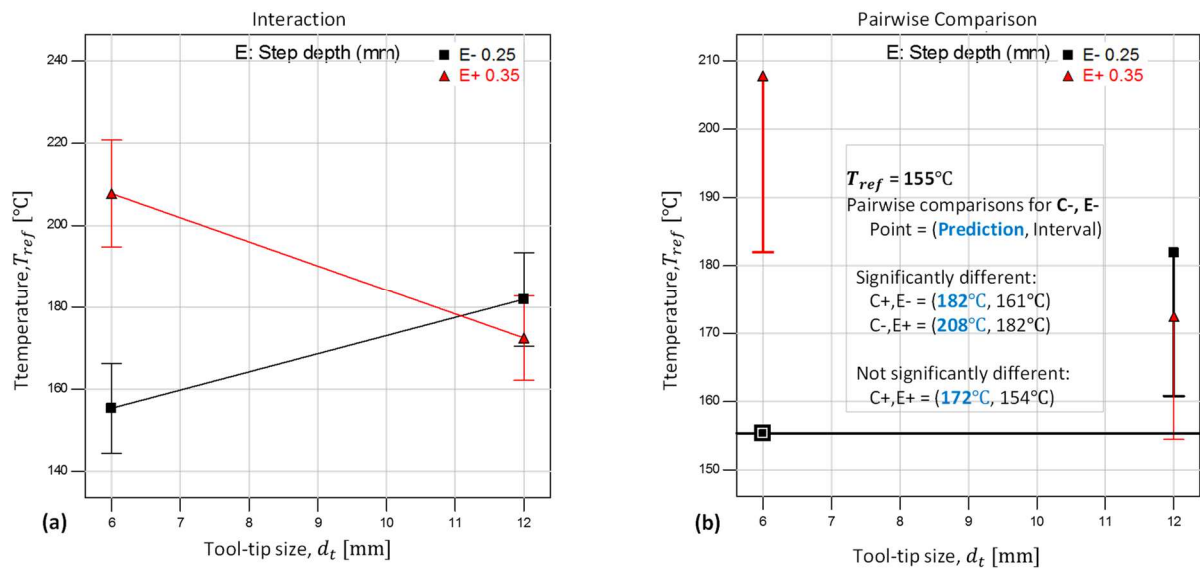 Interaction
E: Step depth (mm)
E- 0.25
E+ 0.35
240
220
200
180
160
140
Ttemperature,T_ref [℃]
6 7 8 9 10 11 12
(a)
Tool-tip size, d_t [mm]
Pairwise Comparison
E: Step depth (mm)
E- 0.25
E+ 0.35
210
200
190
180
170
160
150
Ttemperature,T_ref [℃]
T_ref = 155℃
Pairwise comparisons for C-, E-
Point = (Prediction, Interval)
Significantly different:
C+,E- = (182℃, 161℃)
C-,E+ = (208℃, 182℃)
Not significantly different:
C+,E+ = (172℃, 154℃)
6 7 8 9 10 11 12
(b)
Tool-tip size, d_t [mm]